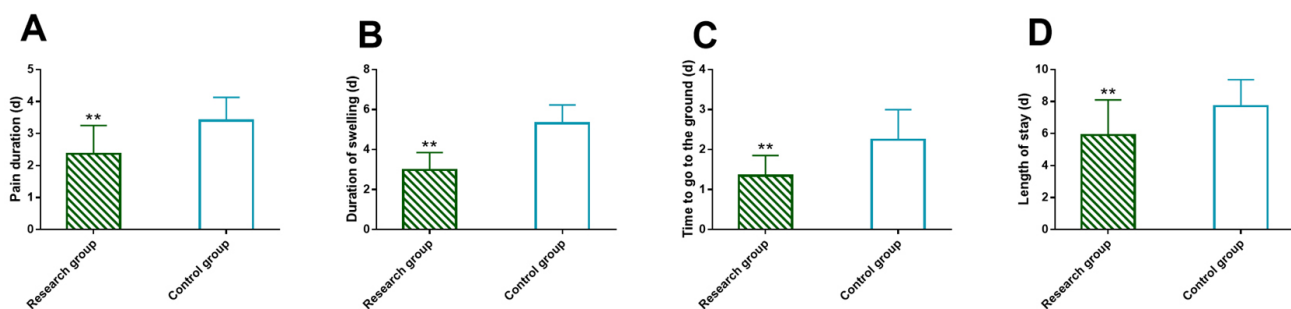 A
Pain duration (d)
5
4
3
2
1
0
**
Research group
Control group
B
Duration of swelling (d)
8
6
4
2
0
**
Research group
Control group
C
Time to go to the ground (d)
4
3
2
1
0
**
Research group
Control group
D
Length of stay (d)
10
8
6
4
2
0
**
Research group
Control group